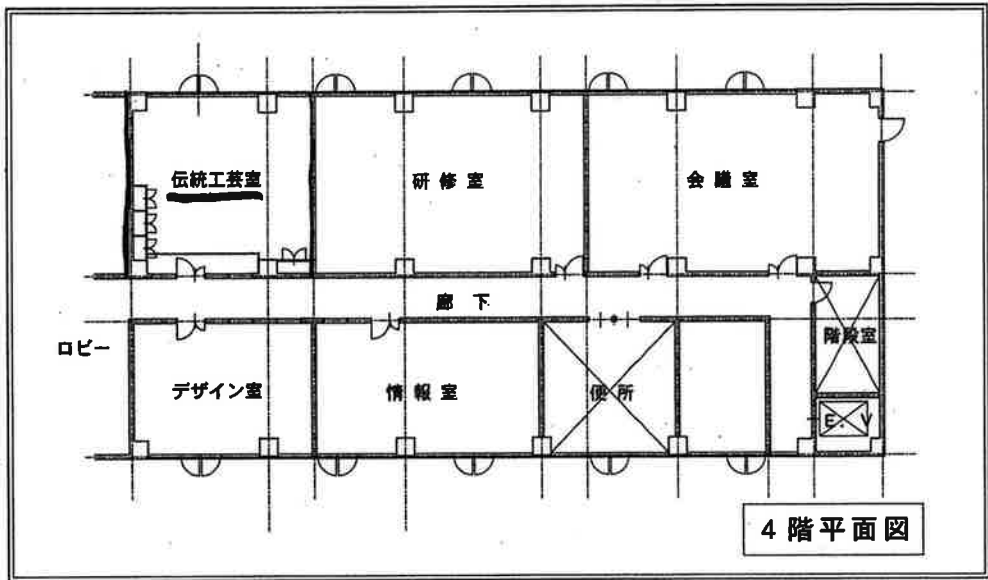 伝統工芸室
研修室
会議室
廊下
ロビー
デザイン室
情報室
便所
階段室
E.V
4階平面図